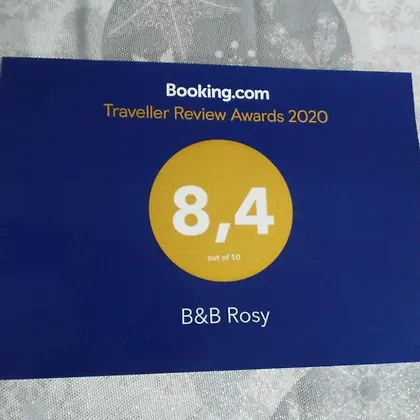 Booking.com
Traveller Review Awards 2020
8,4
out of 10
B&B Rosy